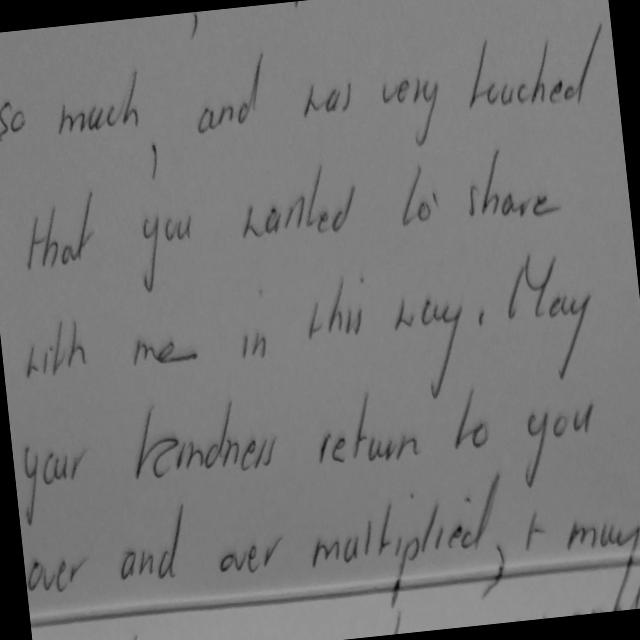 so much, and was very touched
that you wanted to share
with me in this way. May
your kindness return to you
over and over multiplied, + may